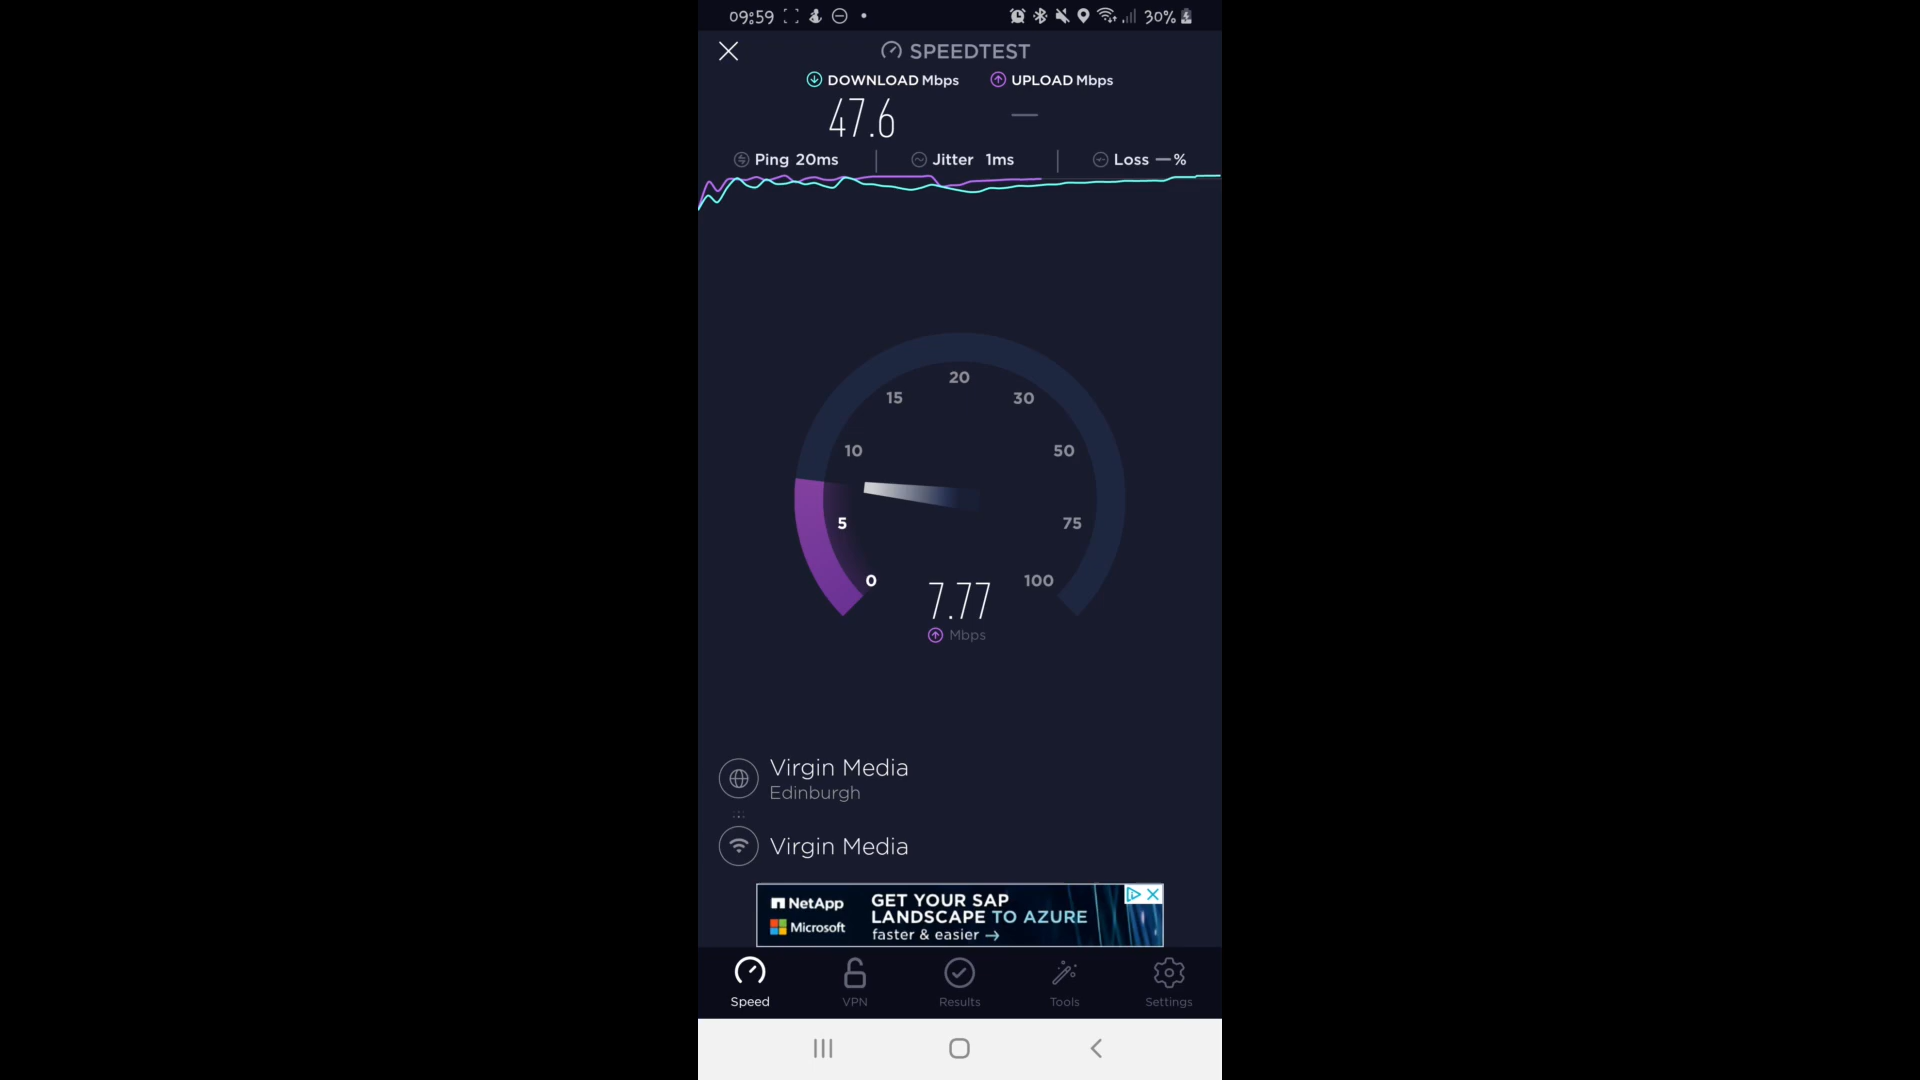 09:59 30%
SPEEDTEST
DOWNLOAD Mbps UPLOAD Mbps
47.6 —
Ping 20ms Jitter 1ms Loss —%
20
15 30
10 50
5 75
0 100
7.77
Mbps
Virgin Media
Edinburgh
Virgin Media
NetApp
Microsoft
GET YOUR SAP
LANDSCAPE TO AZURE
faster & easier →
Speed VPN Results Tools Settings